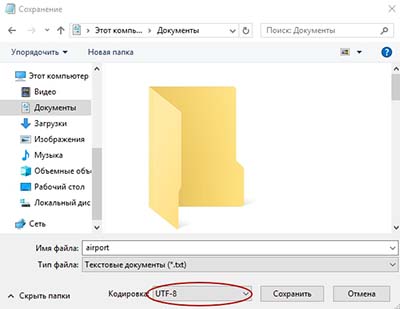 Сохранение
Этот компь... Документы
Поиск: Документы
Упорядочить Новая папка
Этот компьютер
Видео
Документы
Загрузки
Изображения
Музыка
Объемные объ
Рабочий стол
Локальный дис
Сеть
Имя файла: airport
Тип файла: Текстовые документы (*.txt)
Скрыть папки Кодировка: UTF-8 Сохранить Отмена